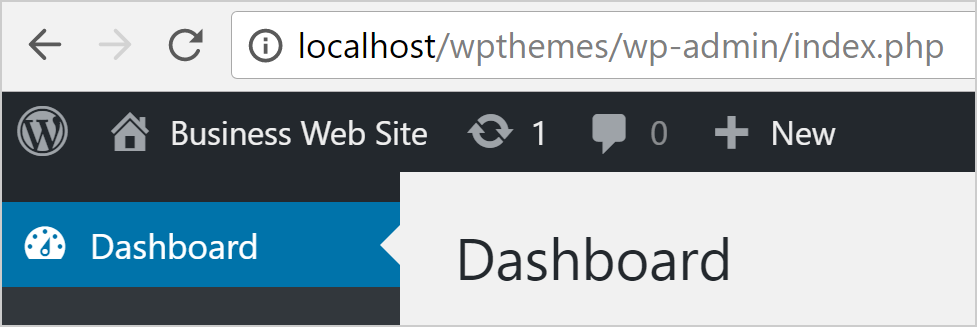 localhost/wpthemes/wp-admin/index.php
Business Web Site 1 0 New
Dashboard
Dashboard